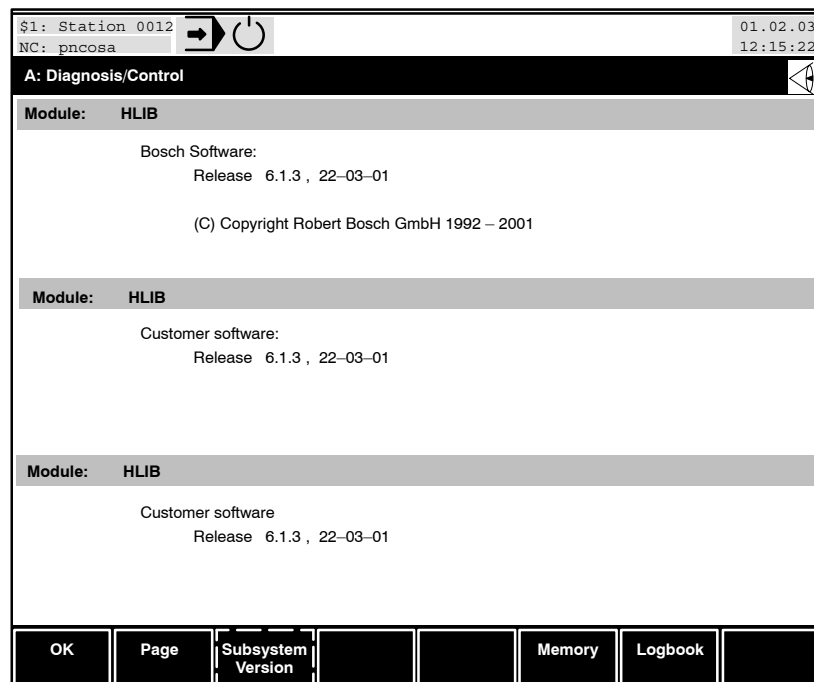 $1: Station 0012
NC: pncosa
01.02.03
12:15:22
A: Diagnosis/Control
Module: HLIB
Bosch Software:
Release 6.1.3 , 22–03–01
(C) Copyright Robert Bosch GmbH 1992 – 2001
Module: HLIB
Customer software:
Release 6.1.3 , 22–03–01
Module: HLIB
Customer software
Release 6.1.3 , 22–03–01
OK Page Subsystem Version Memory Logbook